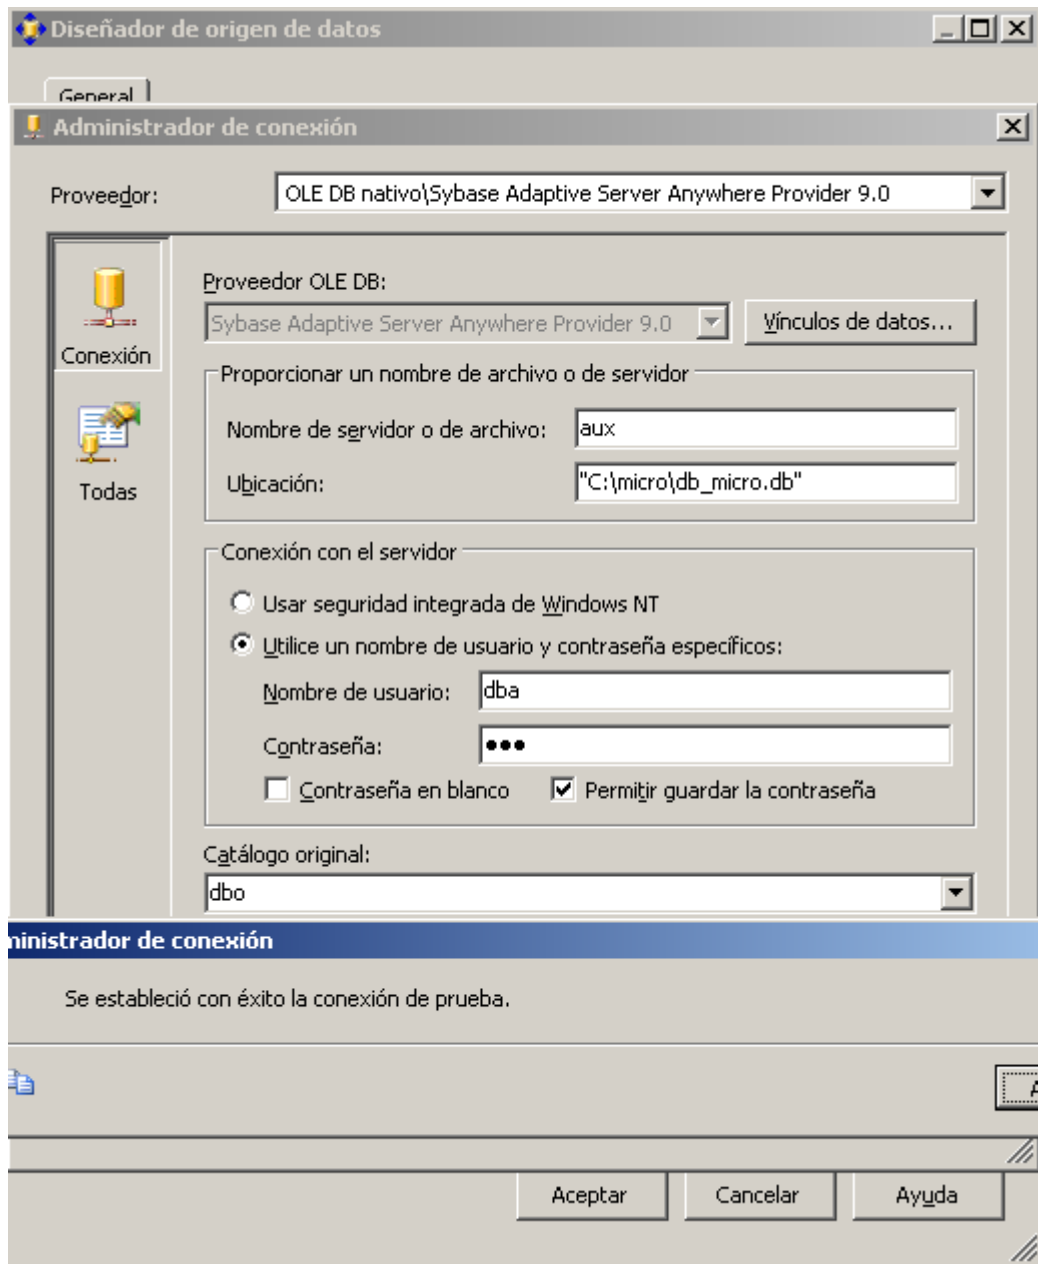 Diseñador de origen de datos
General
Administrador de conexión
Proveedor:
OLE DB nativo\Sybase Adaptive Server Anywhere Provider 9.0
Conexión
Todas
Proveedor OLE DB:
Sybase Adaptive Server Anywhere Provider 9.0
Vínculos de datos...
Proporcionar un nombre de archivo o de servidor
Nombre de servidor o de archivo:
aux
Ubicación:
"C:\micro\db_micro.db"
Conexión con el servidor
Usar seguridad integrada de Windows NT
Utilice un nombre de usuario y contraseña específicos:
Nombre de usuario:
dba
Contraseña:
•••
Contraseña en blanco
Permitir guardar la contraseña
Catálogo original:
dbo
ministrador de conexión
Se estableció con éxito la conexión de prueba.
Aceptar
Cancelar
Ayuda